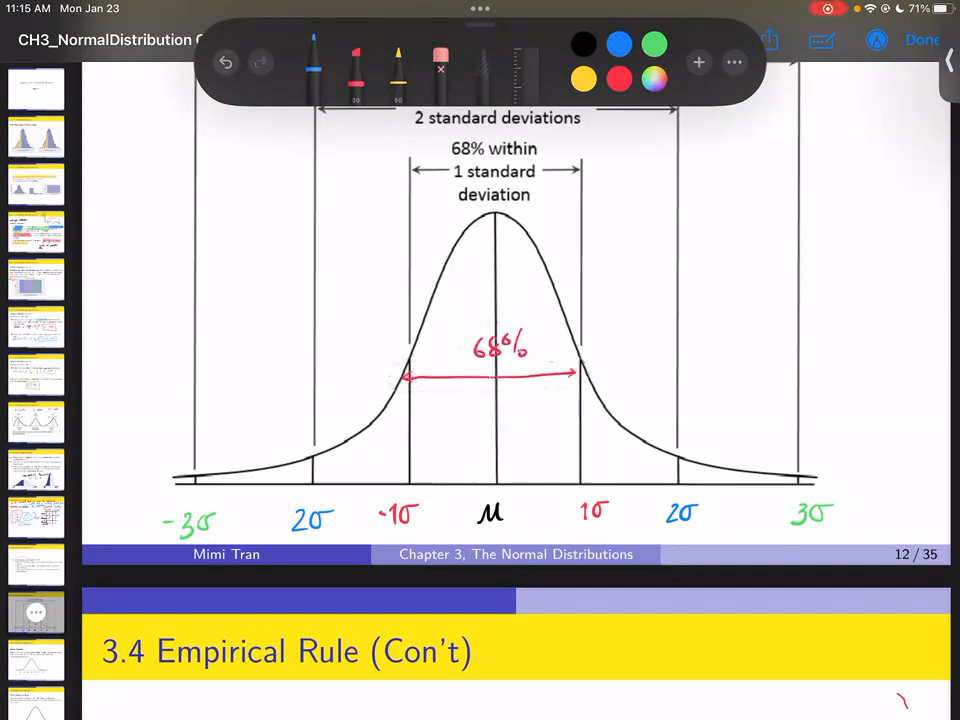 11:15 AM Mon Jan 23
71%
CH3_NormalDistribution
Done
30
50
2 standard deviations
68% within
1 standard
deviation
68%
-3σ 2σ -1σ μ 1σ 2σ 3σ
Mimi Tran Chapter 3, The Normal Distributions 12 / 35
3.4 Empirical Rule (Con't)